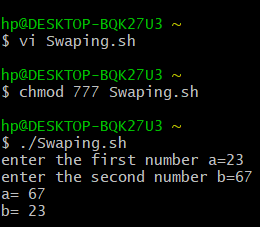 hp@DESKTOP-BQK27U3 ~
$ vi Swaping.sh
hp@DESKTOP-BQK27U3 ~
$ chmod 777 Swaping.sh
hp@DESKTOP-BQK27U3 ~
$ ./Swaping.sh
enter the first number a=23
enter the second number b=67
a= 67
b= 23